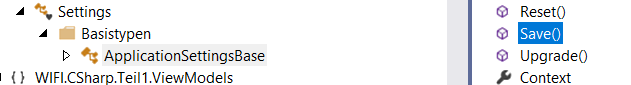 Settings
Basistypen
ApplicationSettingsBase
{ } WIFI.CSharp.Teil1.ViewModels
Reset()
Save()
Upgrade()
Context